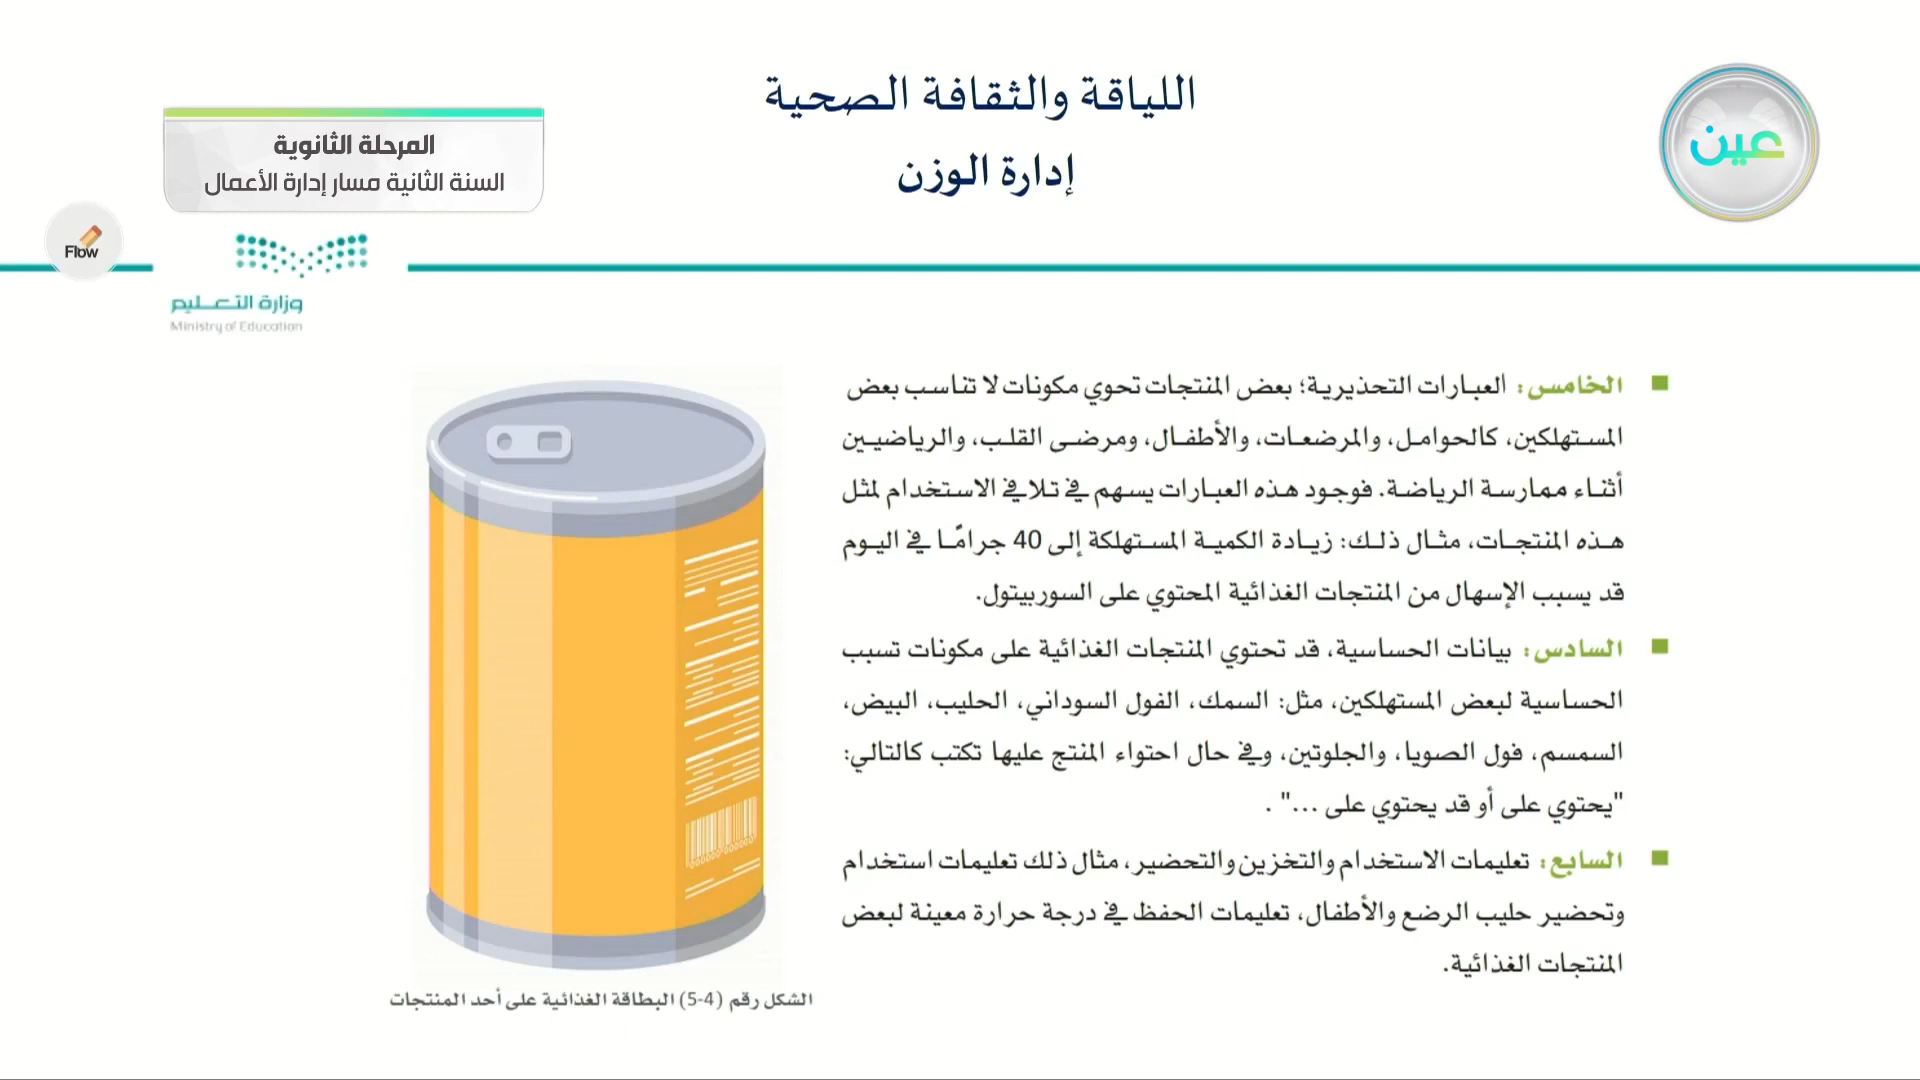 اللياقة والثقافة الصحية
إدارة الوزن
عين
المرحلة الثانوية
السنة الثانية مسار إدارة الأعمال
Flow
وزارة التعليم
Ministry of Education
الخامس: العبارات التحذيرية؛ بعض المنتجات تحوي مكونات لا تناسب بعض
المستهلكين، كالحوامل، والمرضعات، والأطفال، ومرضى القلب، والرياضيين
أثناء ممارسة الرياضة. فوجود هذه العبارات يسهم في تلافي الاستخدام لمثل
هذه المنتجات، مثال ذلك: زيادة الكمية المستهلكة إلى 40 جرامًا في اليوم
قد يسبب الإسهال من المنتجات الغذائية المحتوي على السوربيتول.
السادس: بيانات الحساسية، قد تحتوي المنتجات الغذائية على مكونات تسبب
الحساسية لبعض المستهلكين، مثل: السمك، الفول السوداني، الحليب، البيض،
السمسم، فول الصويا، والجلوتين، وفي حال احتواء المنتج عليها تكتب كالتالي:
"يحتوي على أو قد يحتوي على ..." .
السابع: تعليمات الاستخدام والتخزين والتحضير، مثال ذلك تعليمات استخدام
وتحضير حليب الرضع والأطفال، تعليمات الحفظ في درجة حرارة معينة لبعض
المنتجات الغذائية.
الشكل رقم (4-5) البطاقة الغذائية على أحد المنتجات